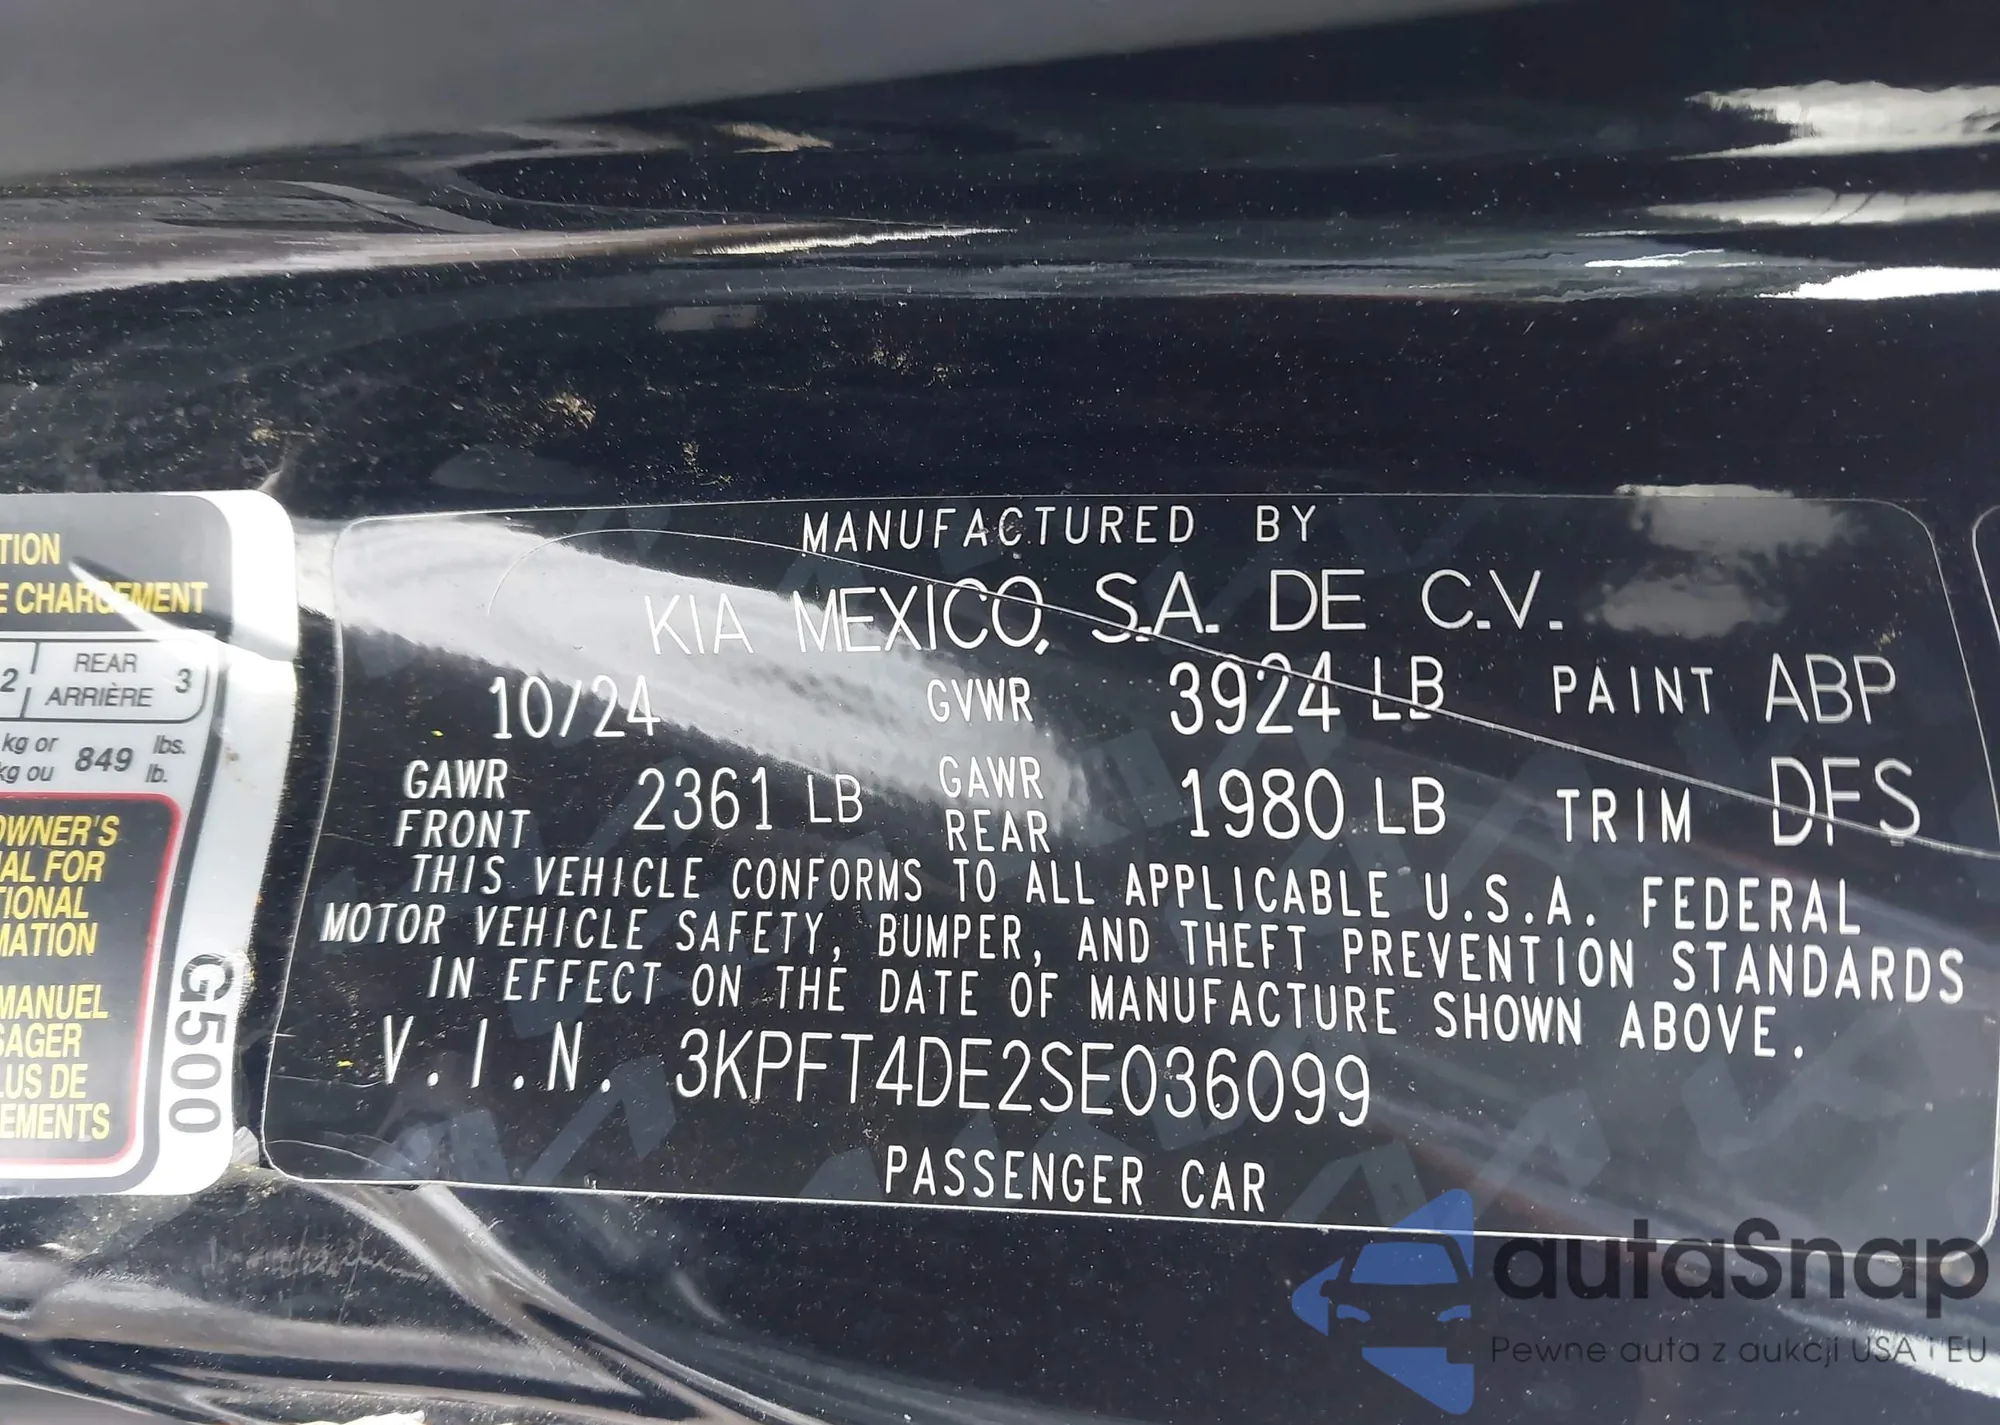 TION
E CHARGEMENT
2 REAR 3
ARRIÈRE
kg or 849 lbs.
kg ou lb.
OWNER'S
AL FOR
TIONAL
MATION
MANUEL
SAGER
LUS DE
EMENTS
G500
MANUFACTURED BY
KIA MEXICO, S.A. DE C.V.
10/24 GVWR 3924 LB PAINT ABP
GAWR FRONT 2361 LB GAWR REAR 1980 LB TRIM DFS
THIS VEHICLE CONFORMS TO ALL APPLICABLE U.S.A. FEDERAL
MOTOR VEHICLE SAFETY, BUMPER, AND THEFT PREVENTION STANDARDS
IN EFFECT ON THE DATE OF MANUFACTURE SHOWN ABOVE.
V.I.N. 3KPFT4DE2SE036099
PASSENGER CAR
autaSnap
Pewne auta z aukcji USA i EU